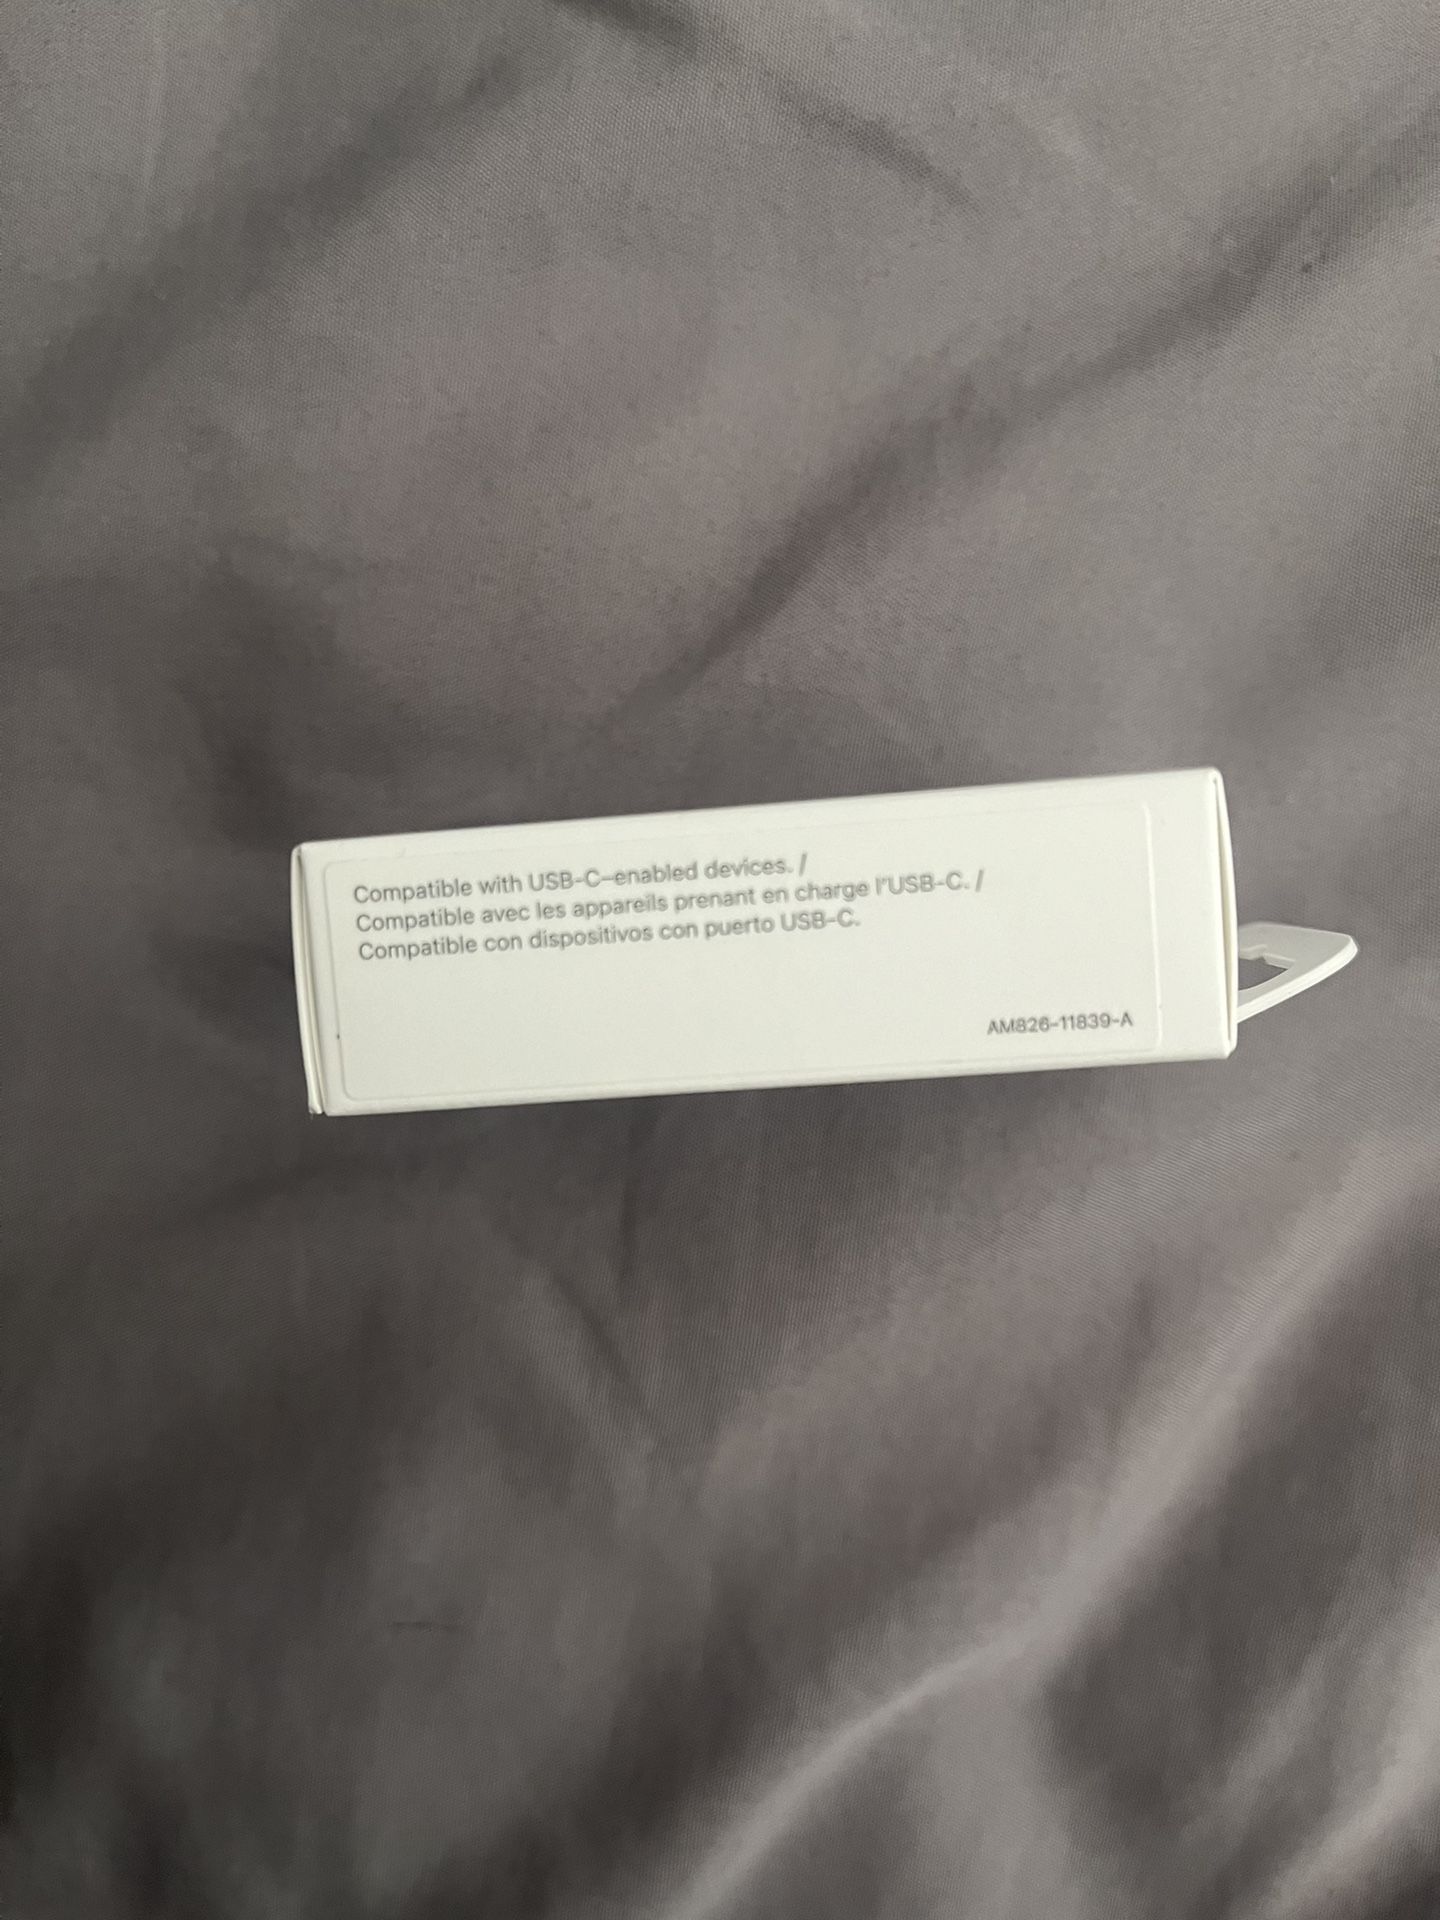 Compatible with USB-C–enabled devices. /
Compatible avec les appareils prenant en charge l'USB-C. /
Compatible con dispositivos con puerto USB-C.
AM826-11839-A